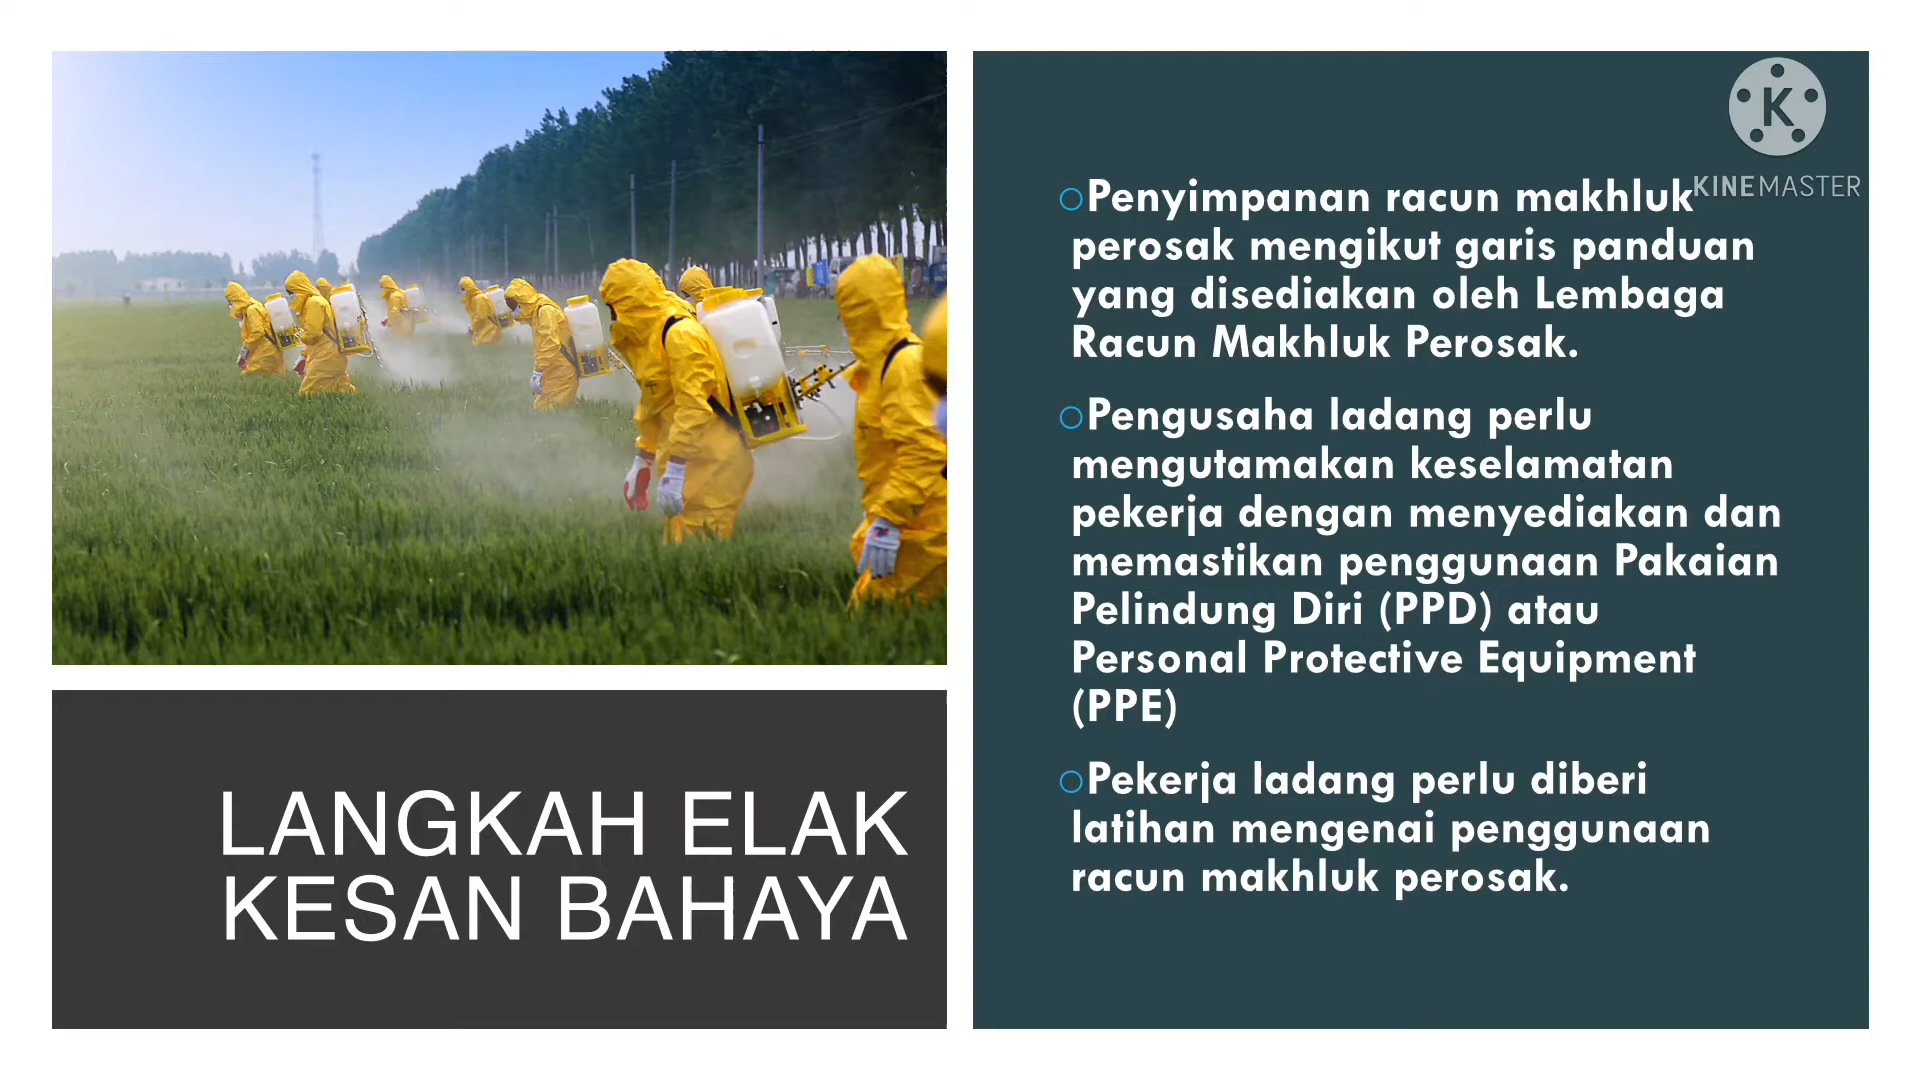 K
KINEMASTER
Penyimpanan racun makhluk
perosak mengikut garis panduan
yang disediakan oleh Lembaga
Racun Makhluk Perosak.
Pengusaha ladang perlu
mengutamakan keselamatan
pekerja dengan menyediakan dan
memastikan penggunaan Pakaian
Pelindung Diri (PPD) atau
Personal Protective Equipment
(PPE)
Pekerja ladang perlu diberi
latihan mengenai penggunaan
racun makhluk perosak.
LANGKAH ELAK
KESAN BAHAYA